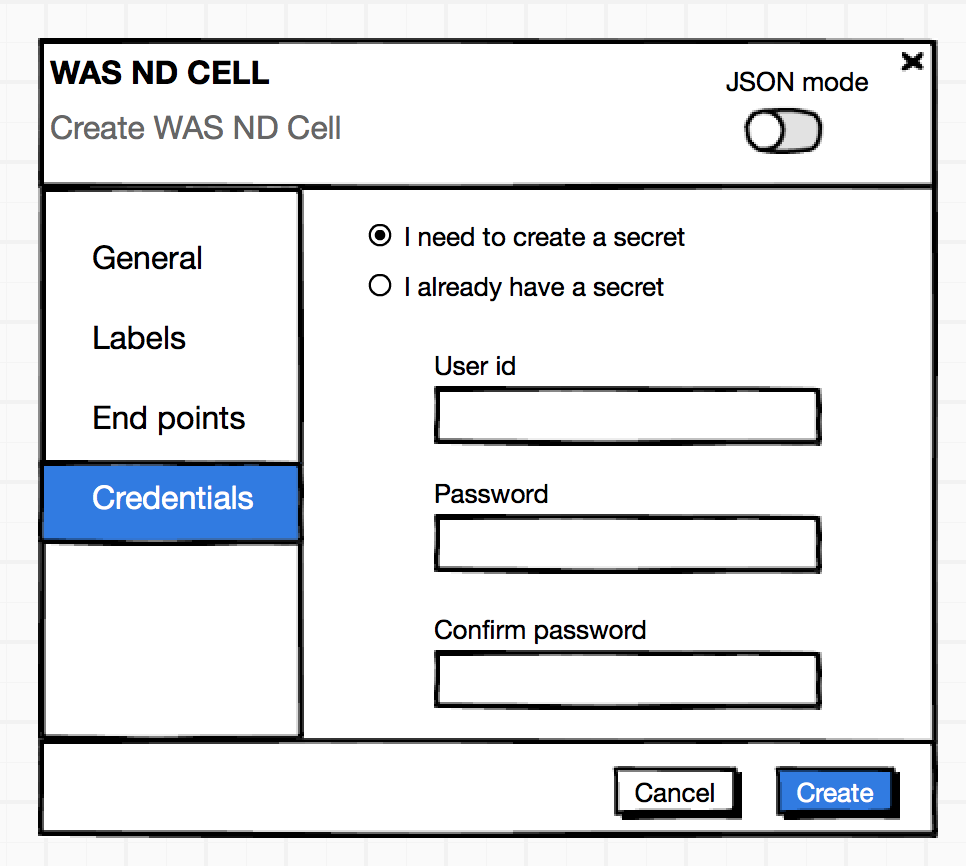 WAS ND CELL
JSON mode
Create WAS ND Cell
General
Labels
End points
Credentials
I need to create a secret
I already have a secret
User id
Password
Confirm password
Cancel
Create